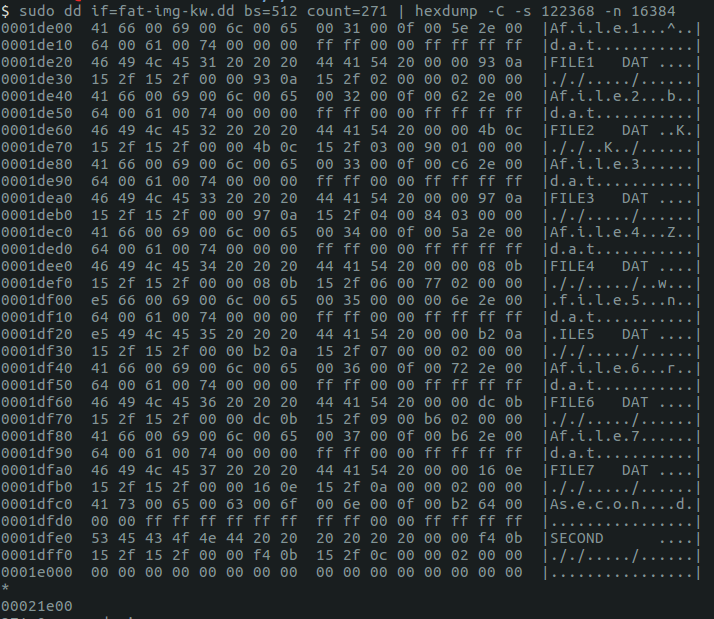 $ sudo dd if=fat-img-kw.dd bs=512 count=271 | hexdump -C -s 122368 -n 16384
0001de00  41 66 00 69 00 6c 00 65  00 31 00 0f 00 5e 2e 00  |Af.i.l.e.1...^..|
0001de10  64 00 61 00 74 00 00 00  ff ff 00 00 ff ff ff ff  |d.a.t...........|
0001de20  46 49 4c 45 31 20 20 20  44 41 54 20 00 00 93 0a  |FILE1   DAT ....|
0001de30  15 2f 15 2f 00 00 93 0a  15 2f 02 00 00 02 00 00  |././...../......|
0001de40  41 66 00 69 00 6c 00 65  00 32 00 0f 00 62 2e 00  |Af.i.l.e.2...b..|
0001de50  64 00 61 00 74 00 00 00  ff ff 00 00 ff ff ff ff  |d.a.t...........|
0001de60  46 49 4c 45 32 20 20 20  44 41 54 20 00 00 4b 0c  |FILE2   DAT ..K.|
0001de70  15 2f 15 2f 00 00 4b 0c  15 2f 03 00 90 01 00 00  |././..K../......|
0001de80  41 66 00 69 00 6c 00 65  00 33 00 0f 00 c6 2e 00  |Af.i.l.e.3......|
0001de90  64 00 61 00 74 00 00 00  ff ff 00 00 ff ff ff ff  |d.a.t...........|
0001dea0  46 49 4c 45 33 20 20 20  44 41 54 20 00 00 97 0a  |FILE3   DAT ....|
0001deb0  15 2f 15 2f 00 00 97 0a  15 2f 04 00 84 03 00 00  |././...../......|
0001dec0  41 66 00 69 00 6c 00 65  00 34 00 0f 00 5a 2e 00  |Af.i.l.e.4...Z..|
0001ded0  64 00 61 00 74 00 00 00  ff ff 00 00 ff ff ff ff  |d.a.t...........|
0001dee0  46 49 4c 45 34 20 20 20  44 41 54 20 00 00 08 0b  |FILE4   DAT ....|
0001def0  15 2f 15 2f 00 00 08 0b  15 2f 06 00 77 02 00 00  |././...../..w...|
0001df00  e5 66 00 69 00 6c 00 65  00 35 00 0f 00 6e 2e 00  |.f.i.l.e.5...n..|
0001df10  64 00 61 00 74 00 00 00  ff ff 00 00 ff ff ff ff  |d.a.t...........|
0001df20  e5 49 4c 45 35 20 20 20  44 41 54 20 00 00 b2 0a  |.ILE5   DAT ....|
0001df30  15 2f 15 2f 00 00 b2 0a  15 2f 07 00 00 02 00 00  |././...../......|
0001df40  41 66 00 69 00 6c 00 65  00 36 00 0f 00 72 2e 00  |Af.i.l.e.6...r..|
0001df50  64 00 61 00 74 00 00 00  ff ff 00 00 ff ff ff ff  |d.a.t...........|
0001df60  46 49 4c 45 36 20 20 20  44 41 54 20 00 00 dc 0b  |FILE6   DAT ....|
0001df70  15 2f 15 2f 00 00 dc 0b  15 2f 09 00 b6 02 00 00  |././...../......|
0001df80  41 66 00 69 00 6c 00 65  00 37 00 0f 00 b6 2e 00  |Af.i.l.e.7......|
0001df90  64 00 61 00 74 00 00 00  ff ff 00 00 ff ff ff ff  |d.a.t...........|
0001dfa0  46 49 4c 45 37 20 20 20  44 41 54 20 00 00 16 0e  |FILE7   DAT ....|
0001dfb0  15 2f 15 2f 00 00 16 0e  15 2f 0a 00 00 02 00 00  |././...../......|
0001dfc0  41 73 00 65 00 63 00 6f  00 6e 00 0f 00 b2 64 00  |As.e.c.o.n....d.|
0001dfd0  00 00 ff ff ff ff ff ff  ff ff 00 00 ff ff ff ff  |................|
0001dfe0  53 45 43 4f 4e 44 20 20  20 20 20 20 00 00 f4 0b  |SECOND      ....|
0001dff0  15 2f 15 2f 00 00 f4 0b  15 2f 0c 00 00 02 00 00  |././...../......|
0001e000  00 00 00 00 00 00 00 00  00 00 00 00 00 00 00 00  |................|
*
00021e00